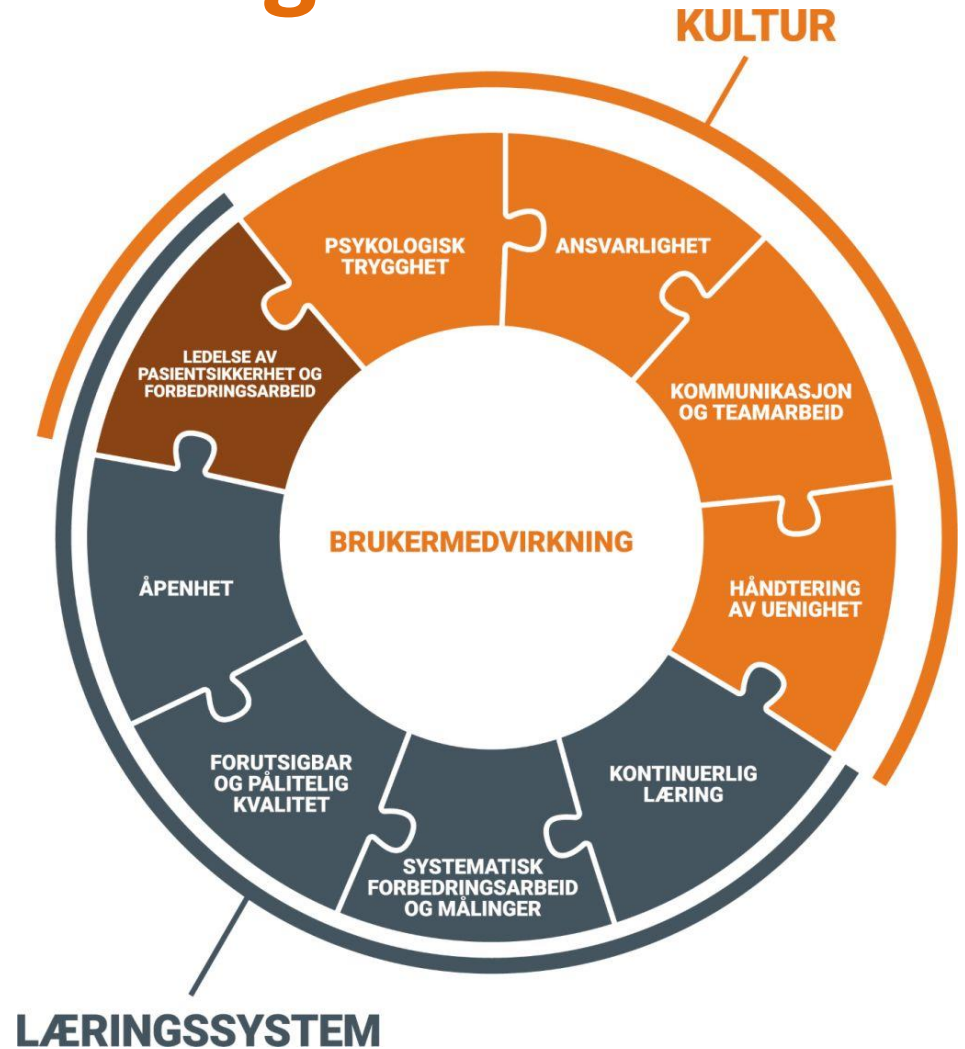 KULTUR
PSYKOLOGISK
TRYGGHET
ANSVARLIGHET
KOMMUNIKASJON
OG TEAMARBEID
HÅNDTERING
AV UENIGHET
KONTINUERLIG
LÆRING
SYSTEMATISK
FORBEDRINGSARBEID
OG MÅLINGER
FORUTSIGBAR
OG PÅLITELIG
KVALITET
ÅPENHET
LEDELSE AV
PASIENTSIKKERHET OG
FORBEDRINGSARBEID
BRUKERMEDVIRKNING
LÆRINGSSYSTEM